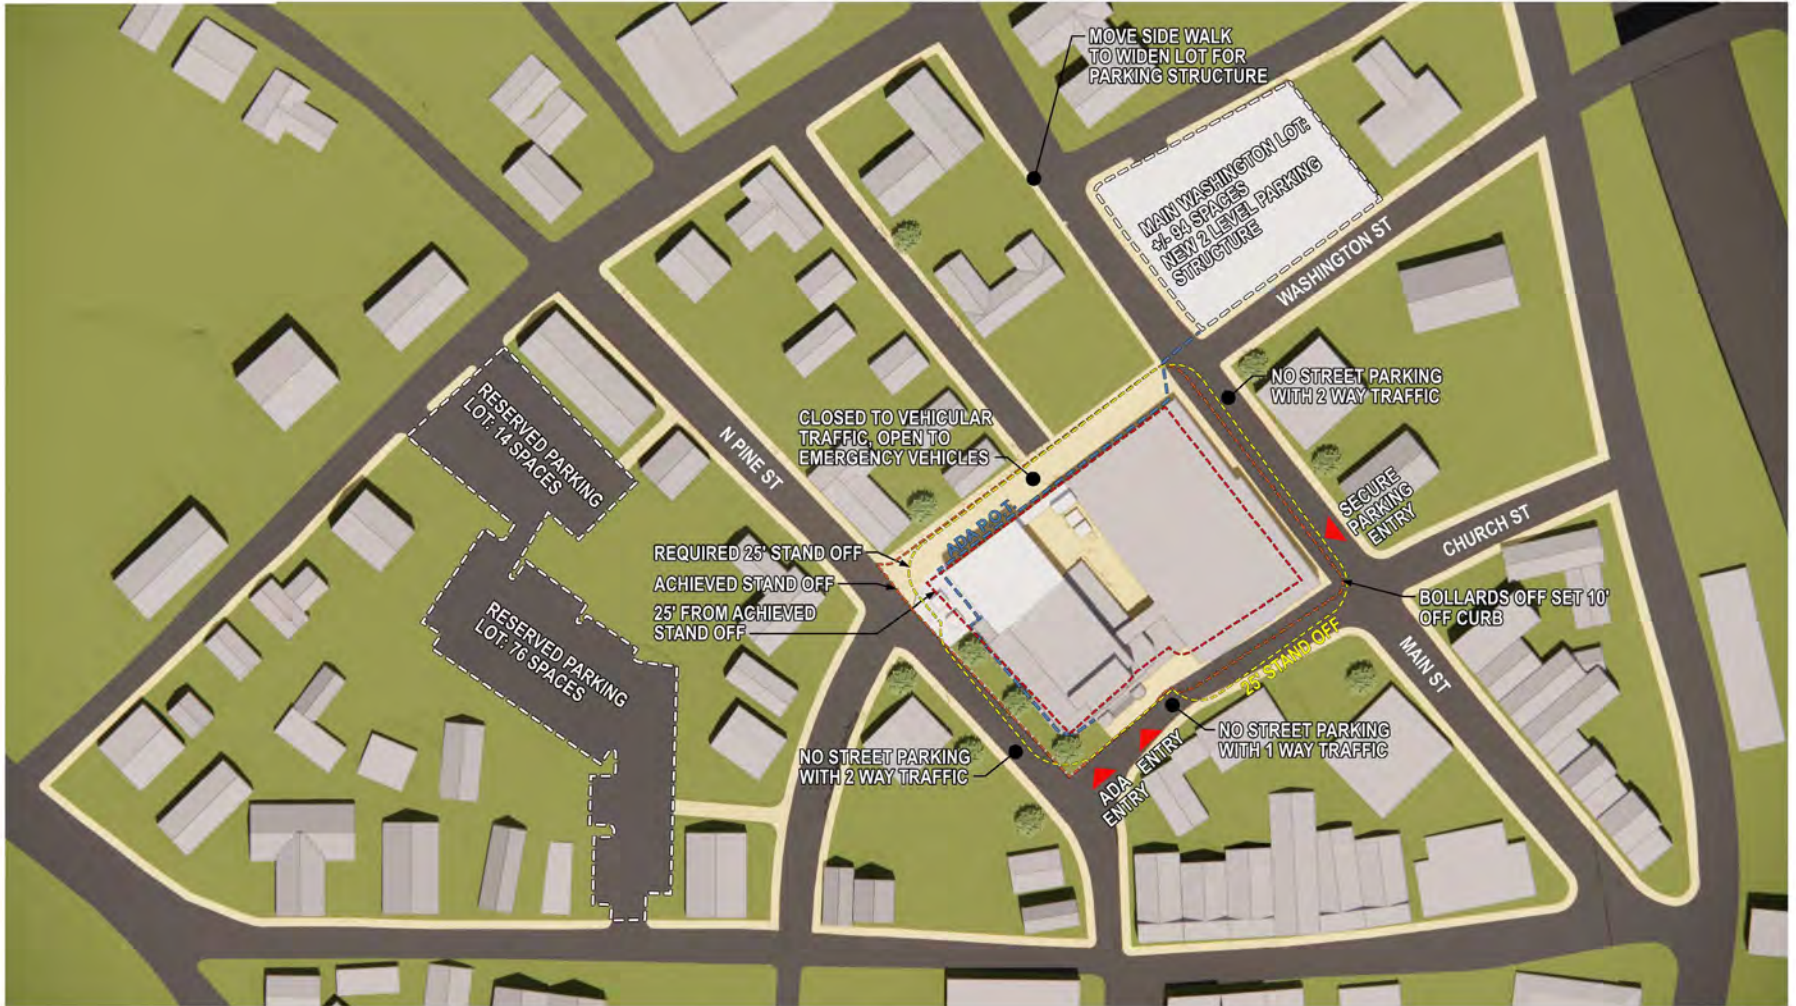 MOVE SIDE WALK
TO WIDEN LOT FOR
PARKING STRUCTURE
MAIN WASHINGTON LOT:
+/- 94 SPACES
NEW 2 LEVEL PARKING
STRUCTURE
WASHINGTON ST
NO STREET PARKING
WITH 2 WAY TRAFFIC
RESERVED PARKING
LOT: 14 SPACES
N PINE ST
CLOSED TO VEHICULAR
TRAFFIC, OPEN TO
EMERGENCY VEHICLES
SECURE
PARKING
ENTRY
CHURCH ST
ADA P.O.T.
REQUIRED 25' STAND OFF
ACHIEVED STAND OFF
25' FROM ACHIEVED
STAND OFF
BOLLARDS OFF SET 10'
OFF CURB
RESERVED PARKING
LOT: 76 SPACES
25' STAND OFF
MAIN ST
NO STREET PARKING
WITH 1 WAY TRAFFIC
NO STREET PARKING
WITH 2 WAY TRAFFIC
ENTRY
ADA
ENTRY